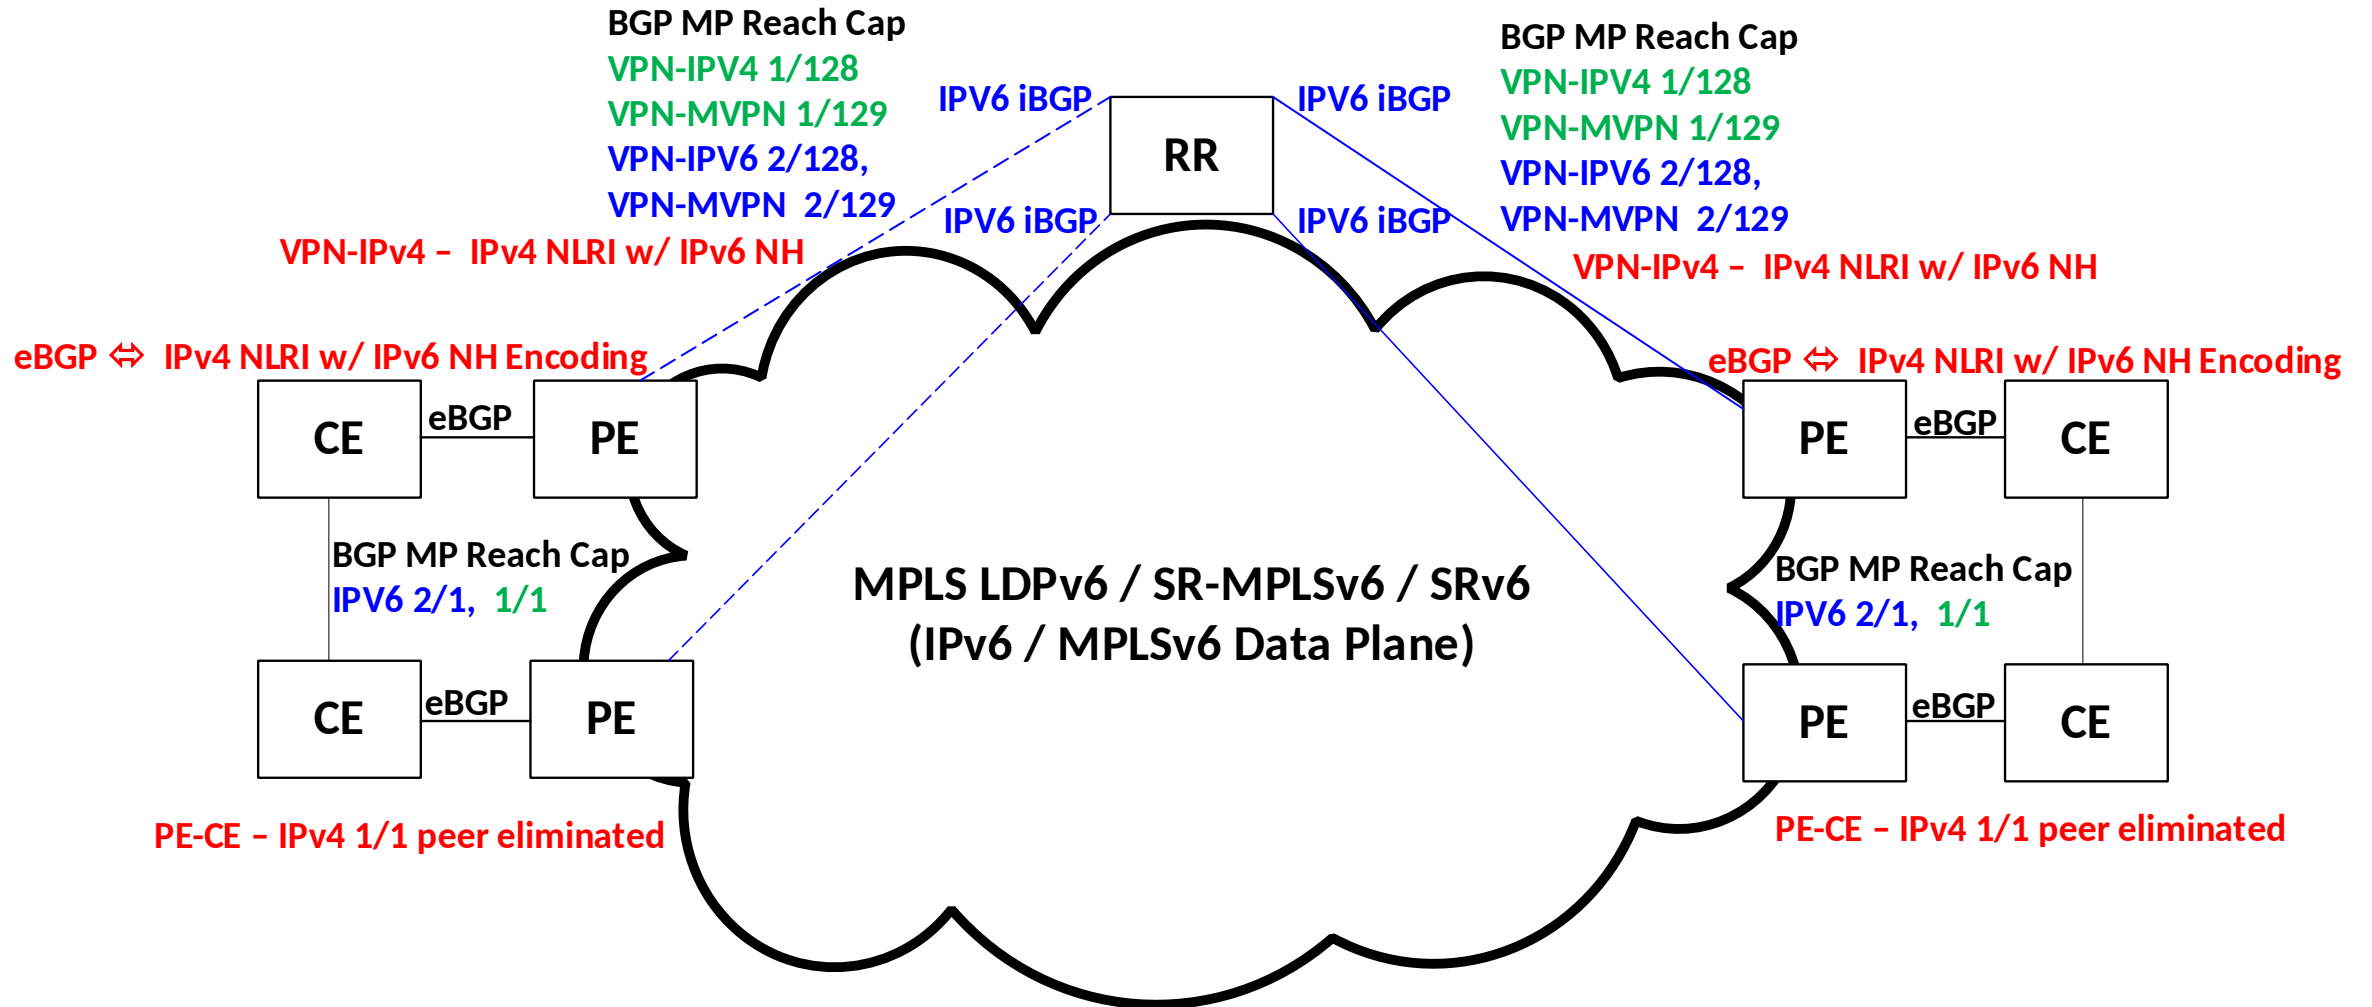 BGP MP Reach Cap
VPN-IPV4 1/128
VPN-MVPN 1/129
VPN-IPV6 2/128,
VPN-MVPN  2/129
VPN-IPv4 –  IPv4 NLRI w/ IPv6 NH
IPV6 iBGP
IPV6 iBGP
RR
IPV6 iBGP
IPV6 iBGP
BGP MP Reach Cap
VPN-IPV4 1/128
VPN-MVPN 1/129
VPN-IPV6 2/128,
VPN-MVPN  2/129
VPN-IPv4 –  IPv4 NLRI w/ IPv6 NH
eBGP ⬄ IPv4 NLRI w/ IPv6 NH Encoding
CE
eBGP
PE
BGP MP Reach Cap
IPV6 2/1,  1/1
CE
eBGP
PE
PE-CE – IPv4 1/1 peer eliminated
MPLS LDPv6 / SR-MPLSv6 / SRv6
(IPv6 / MPLSv6 Data Plane)
eBGP ⬄ IPv4 NLRI w/ IPv6 NH Encoding
PE
eBGP
CE
BGP MP Reach Cap
IPV6 2/1,  1/1
PE
eBGP
CE
PE-CE – IPv4 1/1 peer eliminated